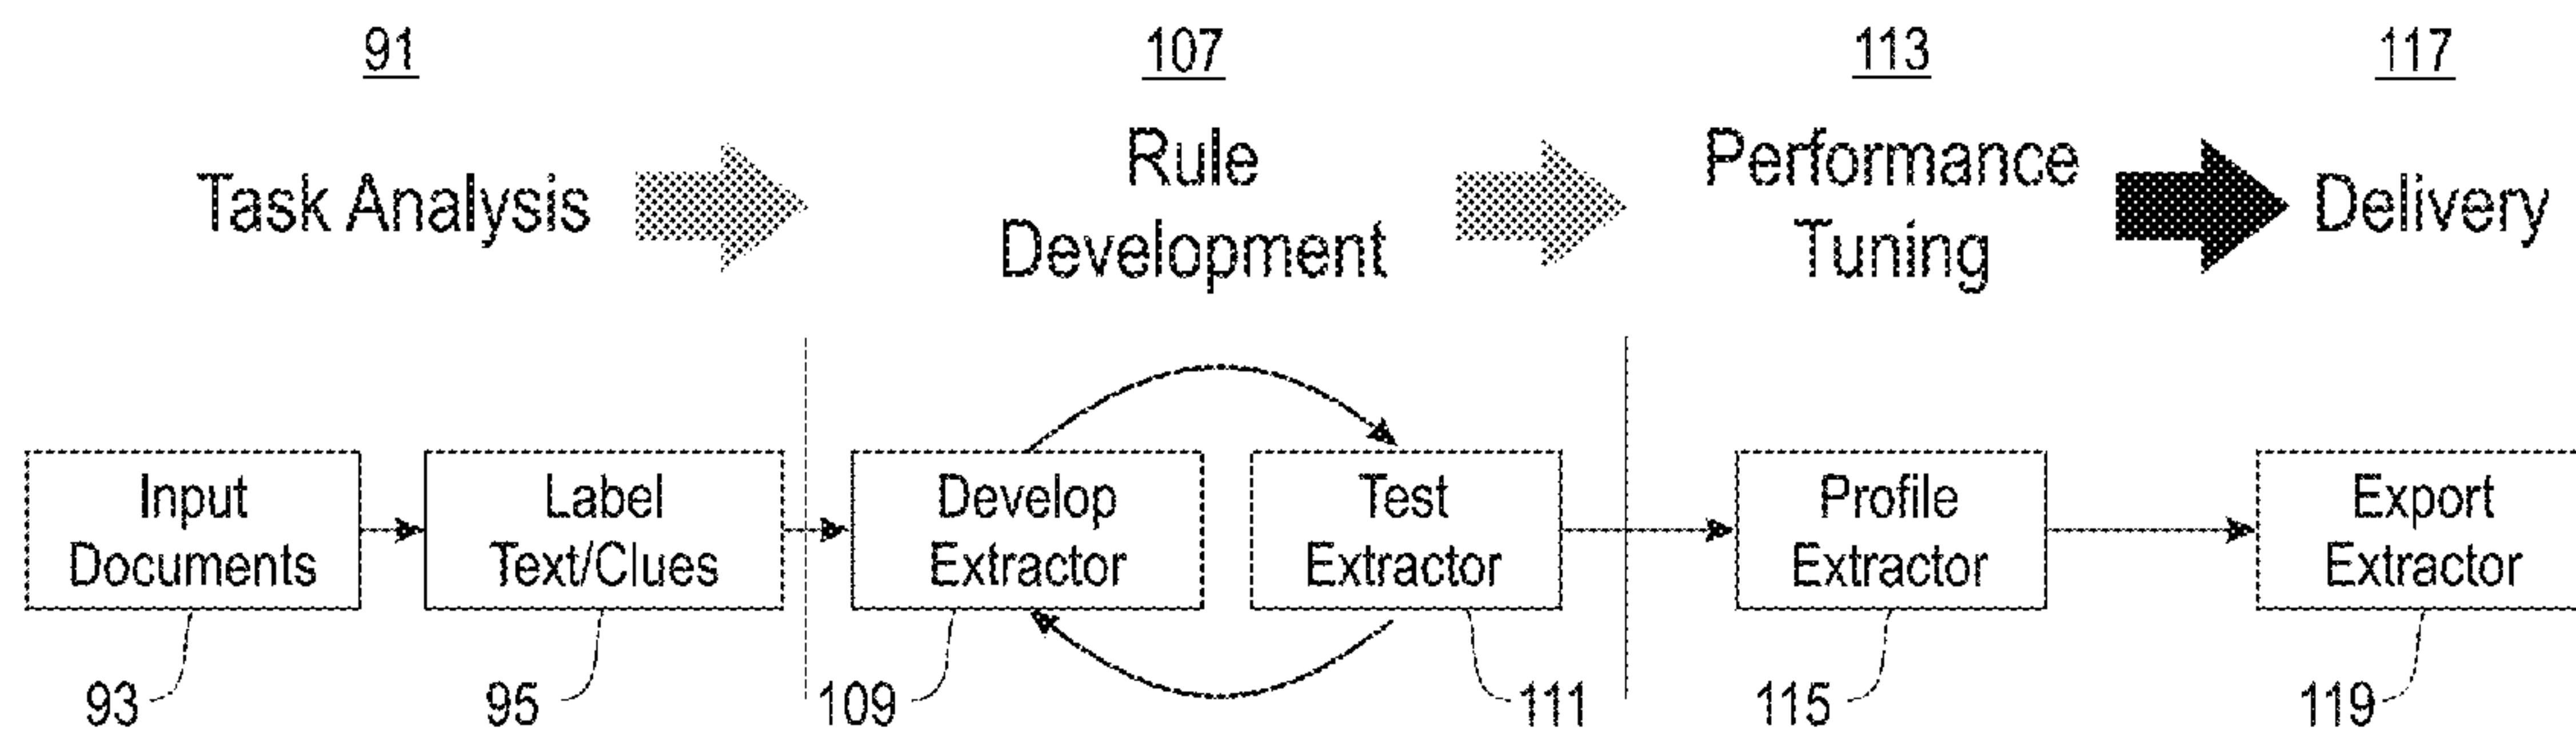 91
107
113
117
Task Analysis
Rule
Development
Performance
Tuning
Delivery
Input
Documents
Label
Text/Clues
Develop
Extractor
Test
Extractor
Profile
Extractor
Export
Extractor
93
95
109
111
115
119